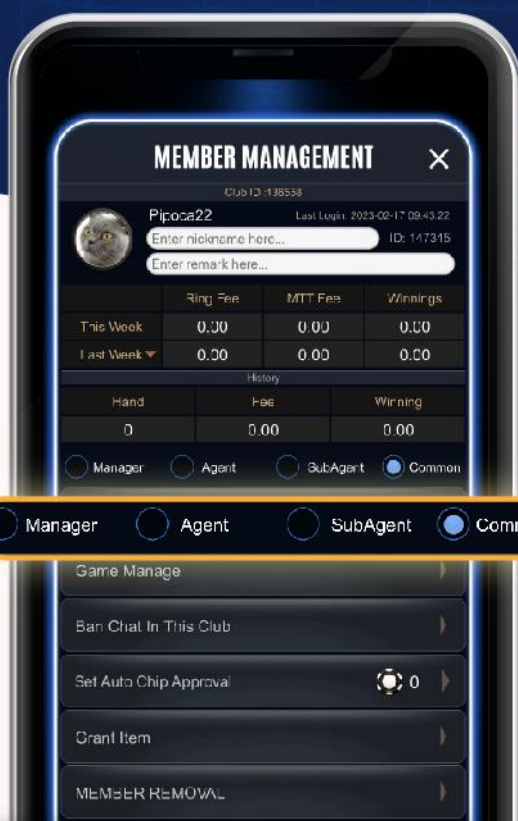 MEMBER MANAGEMENT
Club ID :138558
Pipoca22 Last Login: 2023-02-17 09:43:22
Enter nickname here... ID: 147345
Enter remark here...
Ring Fee MTT Fee Winnings
This Week 0.00 0.00 0.00
Last Week 0.00 0.00 0.00
History
Hand Fee Winning
0 0.00 0.00
Manager Agent SubAgent Common
Manager Agent SubAgent Comm
Game Manage
Ban Chat In This Club
Set Auto Chip Approval 0
Grant Item
MEMBER REMOVAL